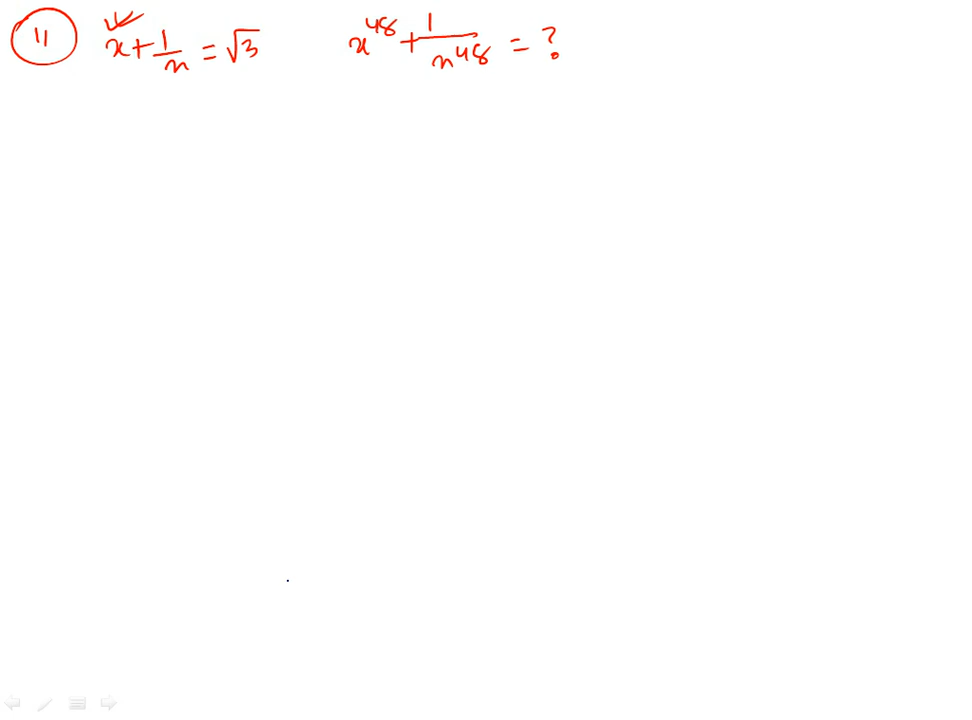 11 x + 1/x = √3 x^48 + 1/x^48 = ?